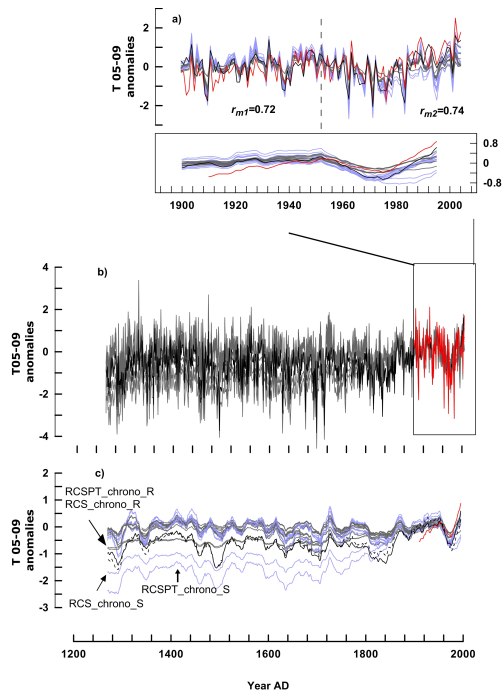 a)
T 05-09
anomalies
2
0
-2
rm1=0.72
rm2=0.74
0.8
0
-0.8
1900 1920 1940 1960 1980 2000
b)
T05-09
anomalies
4
2
0
-2
-4
c)
T 05-09
anomalies
2
1
0
-1
-2
-3
RCSPT_chrono_R
RCS_chrono_R
RCS_chrono_S
RCSPT_chrono_S
1200 1400 1600 1800 2000
Year AD